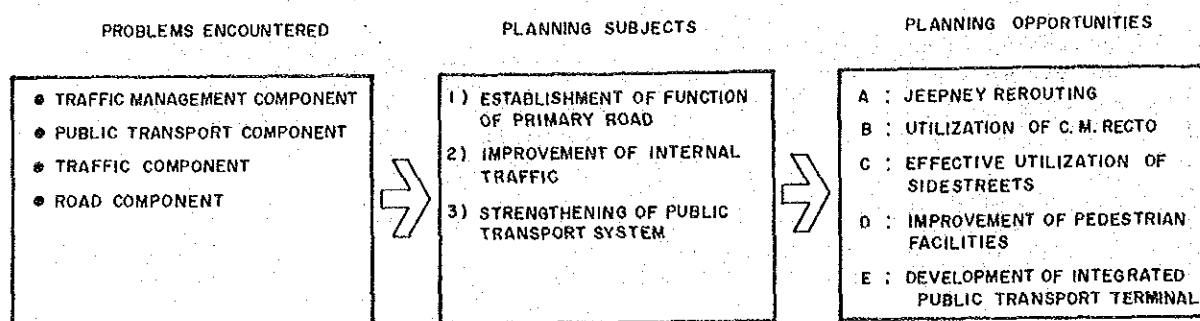 PROBLEMS ENCOUNTERED
● TRAFFIC MANAGEMENT COMPONENT
● PUBLIC TRANSPORT COMPONENT
● TRAFFIC COMPONENT
● ROAD COMPONENT
PLANNING SUBJECTS
1) ESTABLISHMENT OF FUNCTION
OF PRIMARY ROAD
2) IMPROVEMENT OF INTERNAL
TRAFFIC
3) STRENGTHENING OF PUBLIC
TRANSPORT SYSTEM
PLANNING OPPORTUNITIES
A : JEEPNEY REROUTING
B : UTILIZATION OF C. M. RECTO
C : EFFECTIVE UTILIZATION OF
SIDESTREETS
D : IMPROVEMENT OF PEDESTRIAN
FACILITIES
E : DEVELOPMENT OF INTEGRATED
PUBLIC TRANSPORT TERMINAL